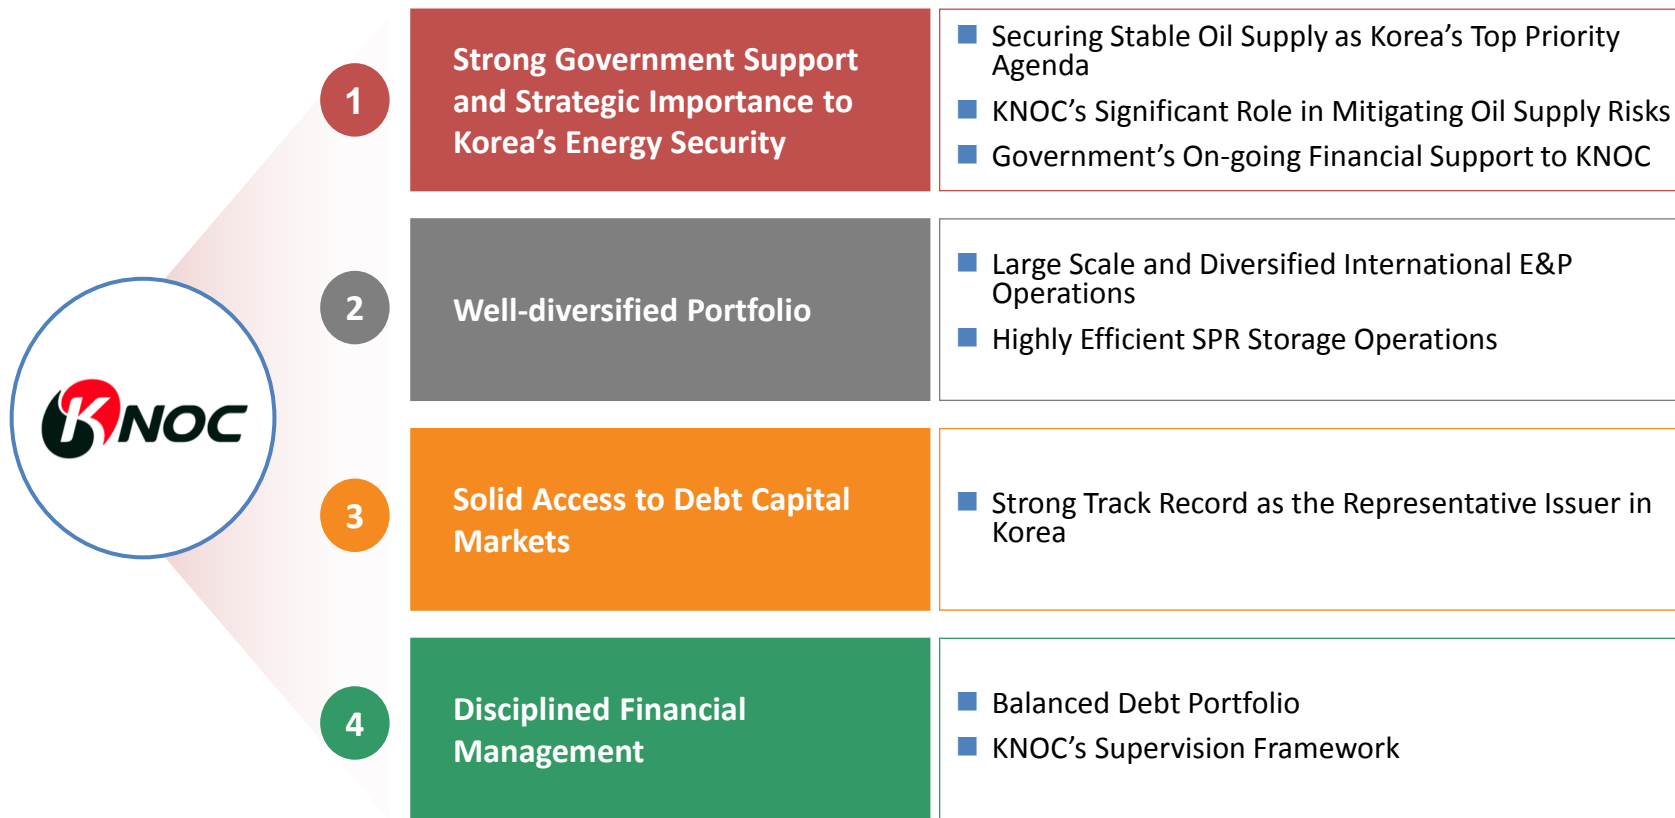 KNOC
1
Strong Government Support
and Strategic Importance to
Korea's Energy Security
Securing Stable Oil Supply as Korea's Top Priority
Agenda
KNOC's Significant Role in Mitigating Oil Supply Risks
Government's On-going Financial Support to KNOC
2
Well-diversified Portfolio
Large Scale and Diversified International E&P
Operations
Highly Efficient SPR Storage Operations
3
Solid Access to Debt Capital
Markets
Strong Track Record as the Representative Issuer in
Korea
4
Disciplined Financial
Management
Balanced Debt Portfolio
KNOC's Supervision Framework